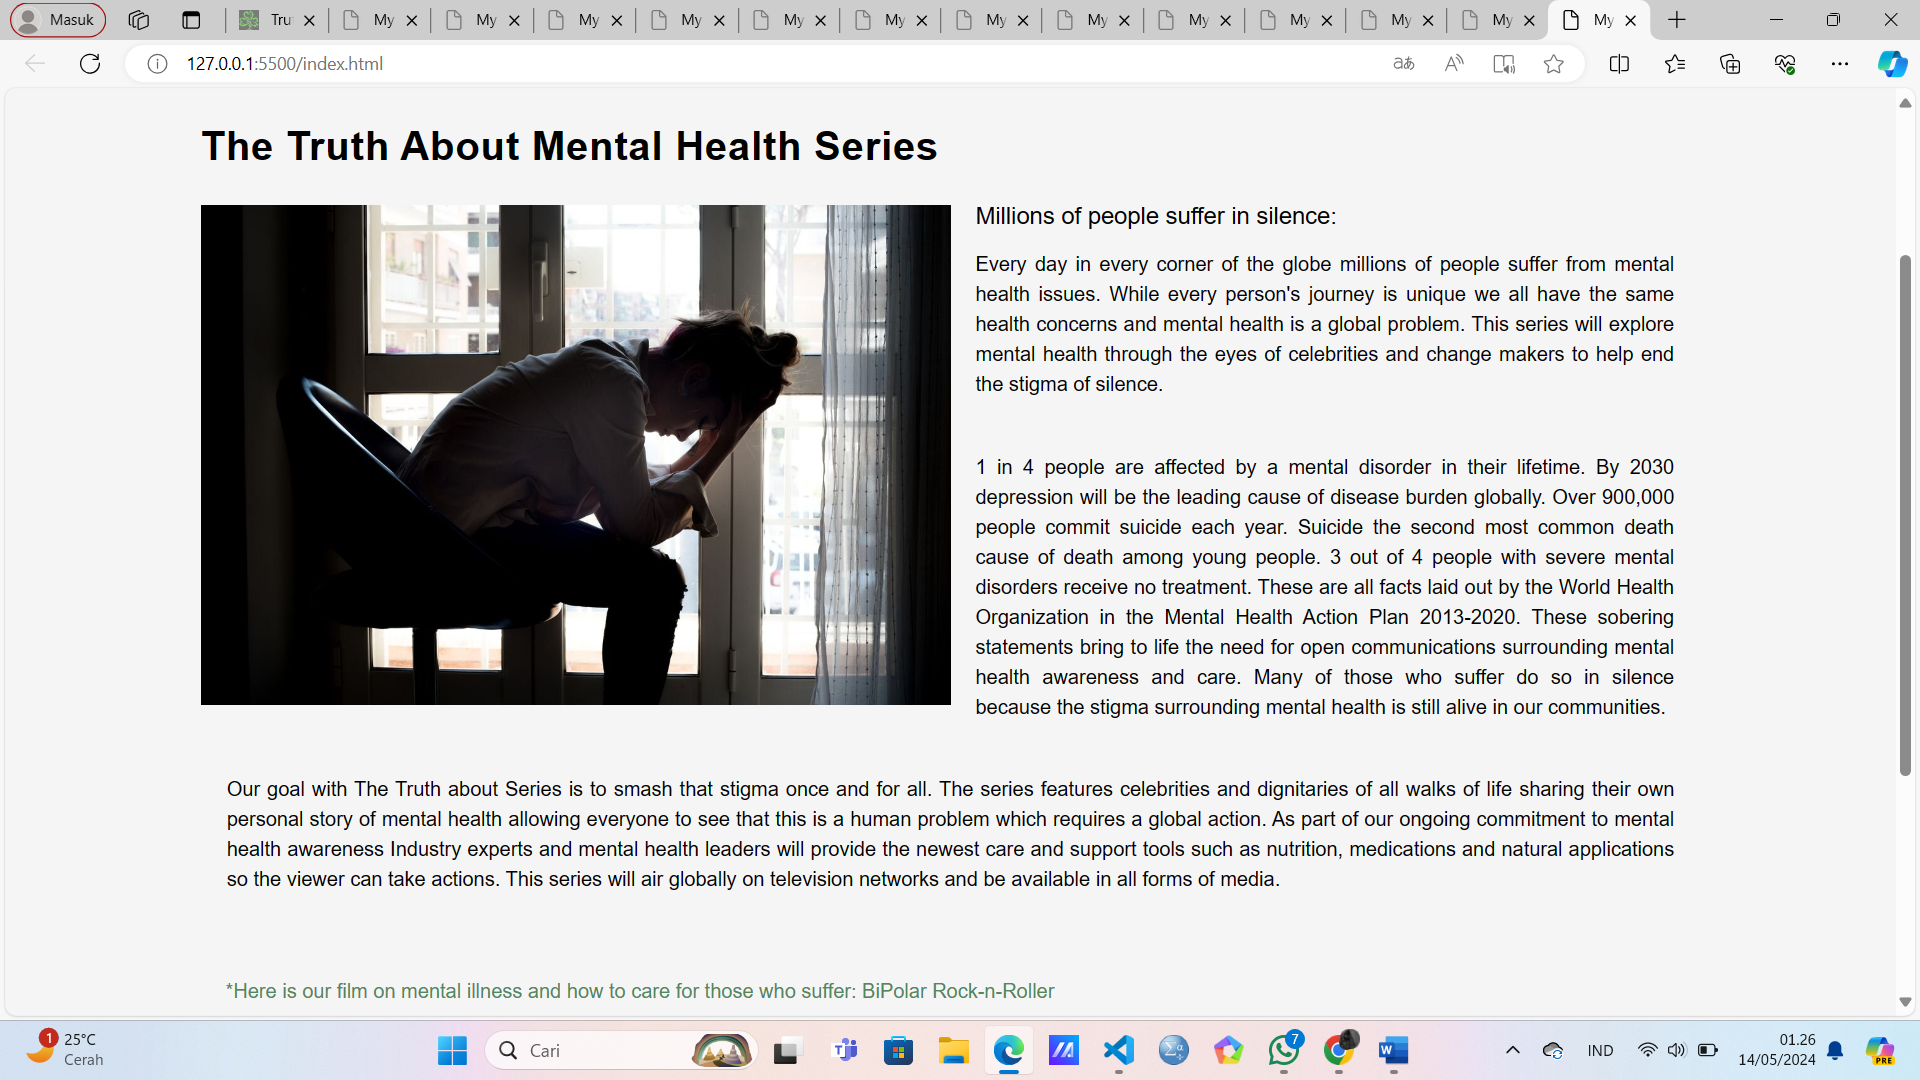 Masuk
Tru
My
My
My
My
My
My
My
My
My
My
My
My
My
127.0.0.1:5500/index.html
The Truth About Mental Health Series
Millions of people suffer in silence:
Every day in every corner of the globe millions of people suffer from mental
health issues. While every person's journey is unique we all have the same
health concerns and mental health is a global problem. This series will explore
mental health through the eyes of celebrities and change makers to help end
the stigma of silence.
1 in 4 people are affected by a mental disorder in their lifetime. By 2030
depression will be the leading cause of disease burden globally. Over 900,000
people commit suicide each year. Suicide the second most common death
cause of death among young people. 3 out of 4 people with severe mental
disorders receive no treatment. These are all facts laid out by the World Health
Organization in the Mental Health Action Plan 2013-2020. These sobering
statements bring to life the need for open communications surrounding mental
health awareness and care. Many of those who suffer do so in silence
because the stigma surrounding mental health is still alive in our communities.
Our goal with The Truth about Series is to smash that stigma once and for all. The series features celebrities and dignitaries of all walks of life sharing their own
personal story of mental health allowing everyone to see that this is a human problem which requires a global action. As part of our ongoing commitment to mental
health awareness Industry experts and mental health leaders will provide the newest care and support tools such as nutrition, medications and natural applications
so the viewer can take actions. This series will air globally on television networks and be available in all forms of media.
*Here is our film on mental illness and how to care for those who suffer: BiPolar Rock-n-Roller
1
25°C
Cerah
Cari
7
IND
01.26
14/05/2024
PRE